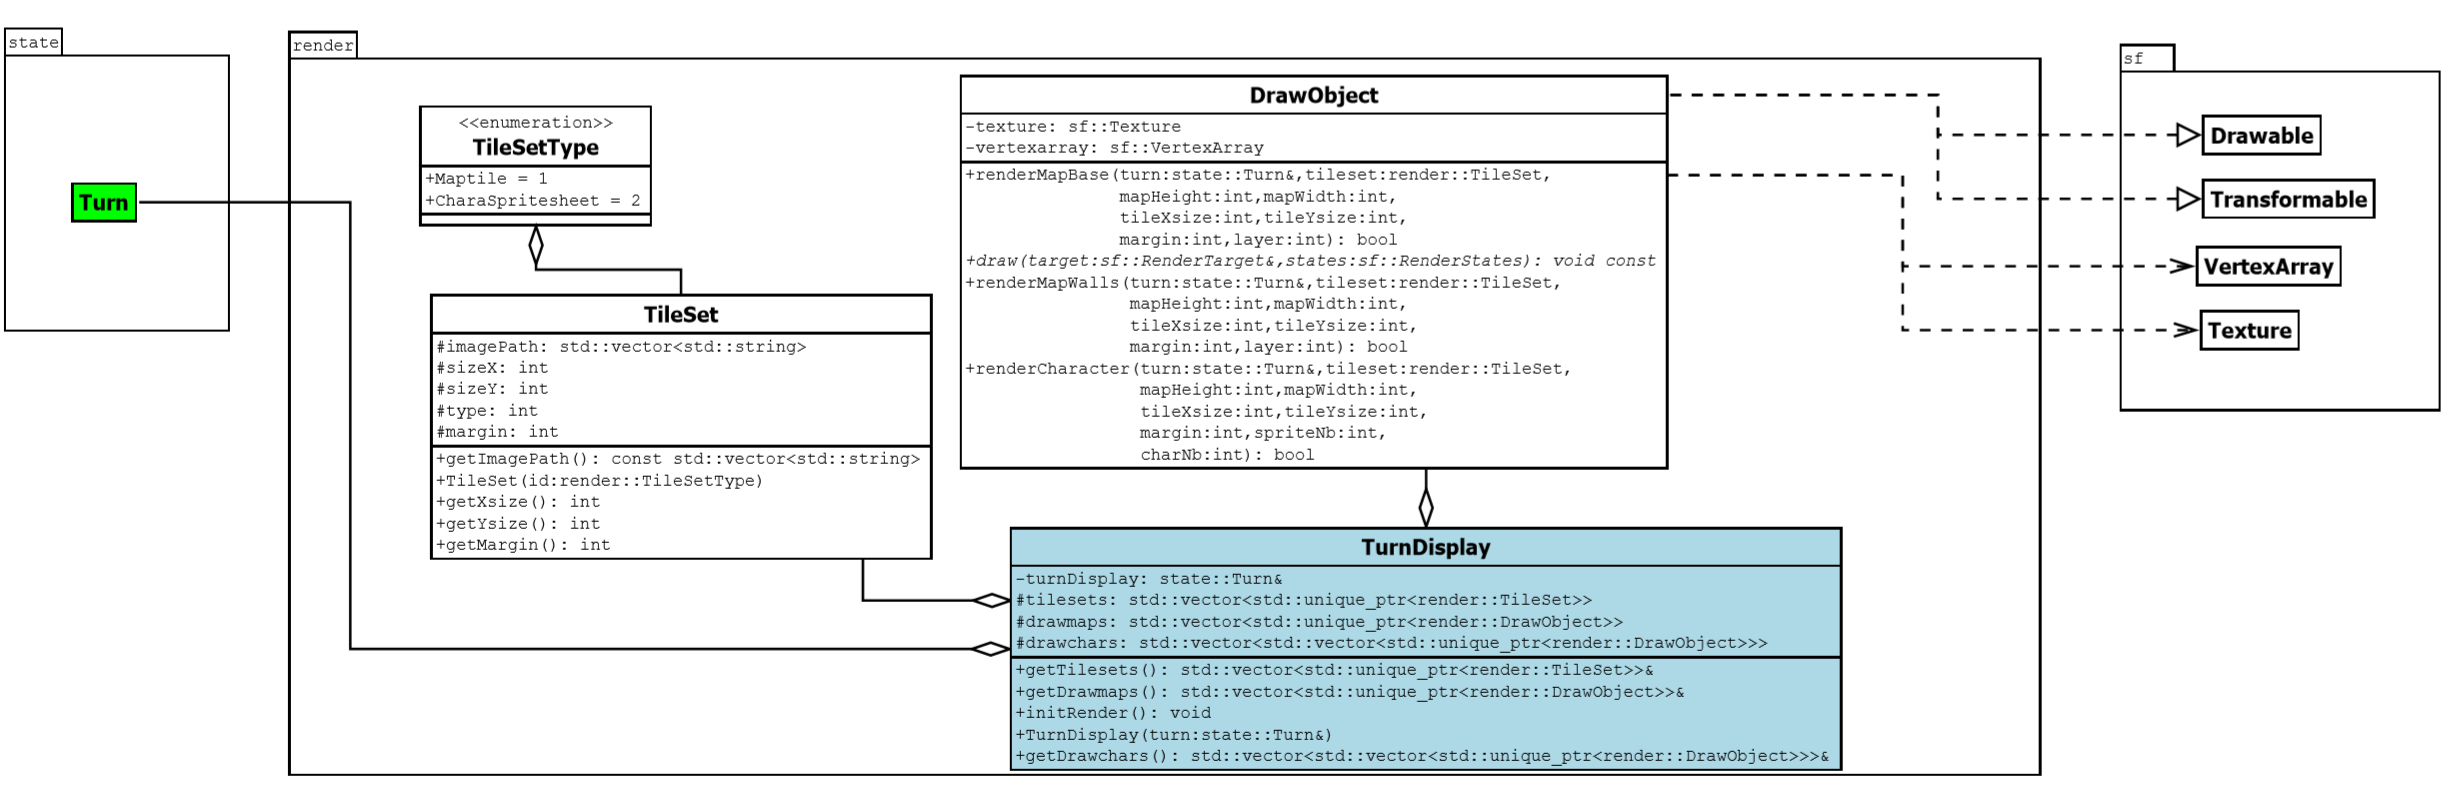 state
Turn
render
<<enumeration>>
TileSetType
+Maptile = 1
+CharaSpritesheet = 2
TileSet
#imagePath: std::vector<std::string>
#sizeX: int
#sizeY: int
#type: int
#margin: int
+getImagePath(): const std::vector<std::string>
+TileSet(id:render::TileSetType)
+getXsize(): int
+getYsize(): int
+getMargin(): int
DrawObject
-texture: sf::Texture
-vertexarray: sf::VertexArray
+renderMapBase(turn:state::Turn&,tileset:render::TileSet,
mapHeight:int,mapWidth:int,
tileXsize:int,tileYsize:int,
margin:int,layer:int): bool
+draw(target:sf::RenderTarget&,states:sf::RenderStates): void const
+renderMapWalls(turn:state::Turn&,tileset:render::TileSet,
mapHeight:int,mapWidth:int,
tileXsize:int,tileYsize:int,
margin:int,layer:int): bool
+renderCharacter(turn:state::Turn&,tileset:render::TileSet,
mapHeight:int,mapWidth:int,
tileXsize:int,tileYsize:int,
margin:int,spriteNb:int,
charNb:int): bool
TurnDisplay
-turnDisplay: state::Turn&
#tilesets: std::vector<std::unique_ptr<render::TileSet>>
#drawmaps: std::vector<std::unique_ptr<render::DrawObject>>
#drawchars: std::vector<std::vector<std::unique_ptr<render::DrawObject>>>
+getTilesets(): std::vector<std::unique_ptr<render::TileSet>>&
+getDrawmaps(): std::vector<std::unique_ptr<render::DrawObject>>&
+initRender(): void
+TurnDisplay(turn:state::Turn&)
+getDrawchars(): std::vector<std::vector<std::unique_ptr<render::DrawObject>>>&
sf
Drawable
Transformable
VertexArray
Texture